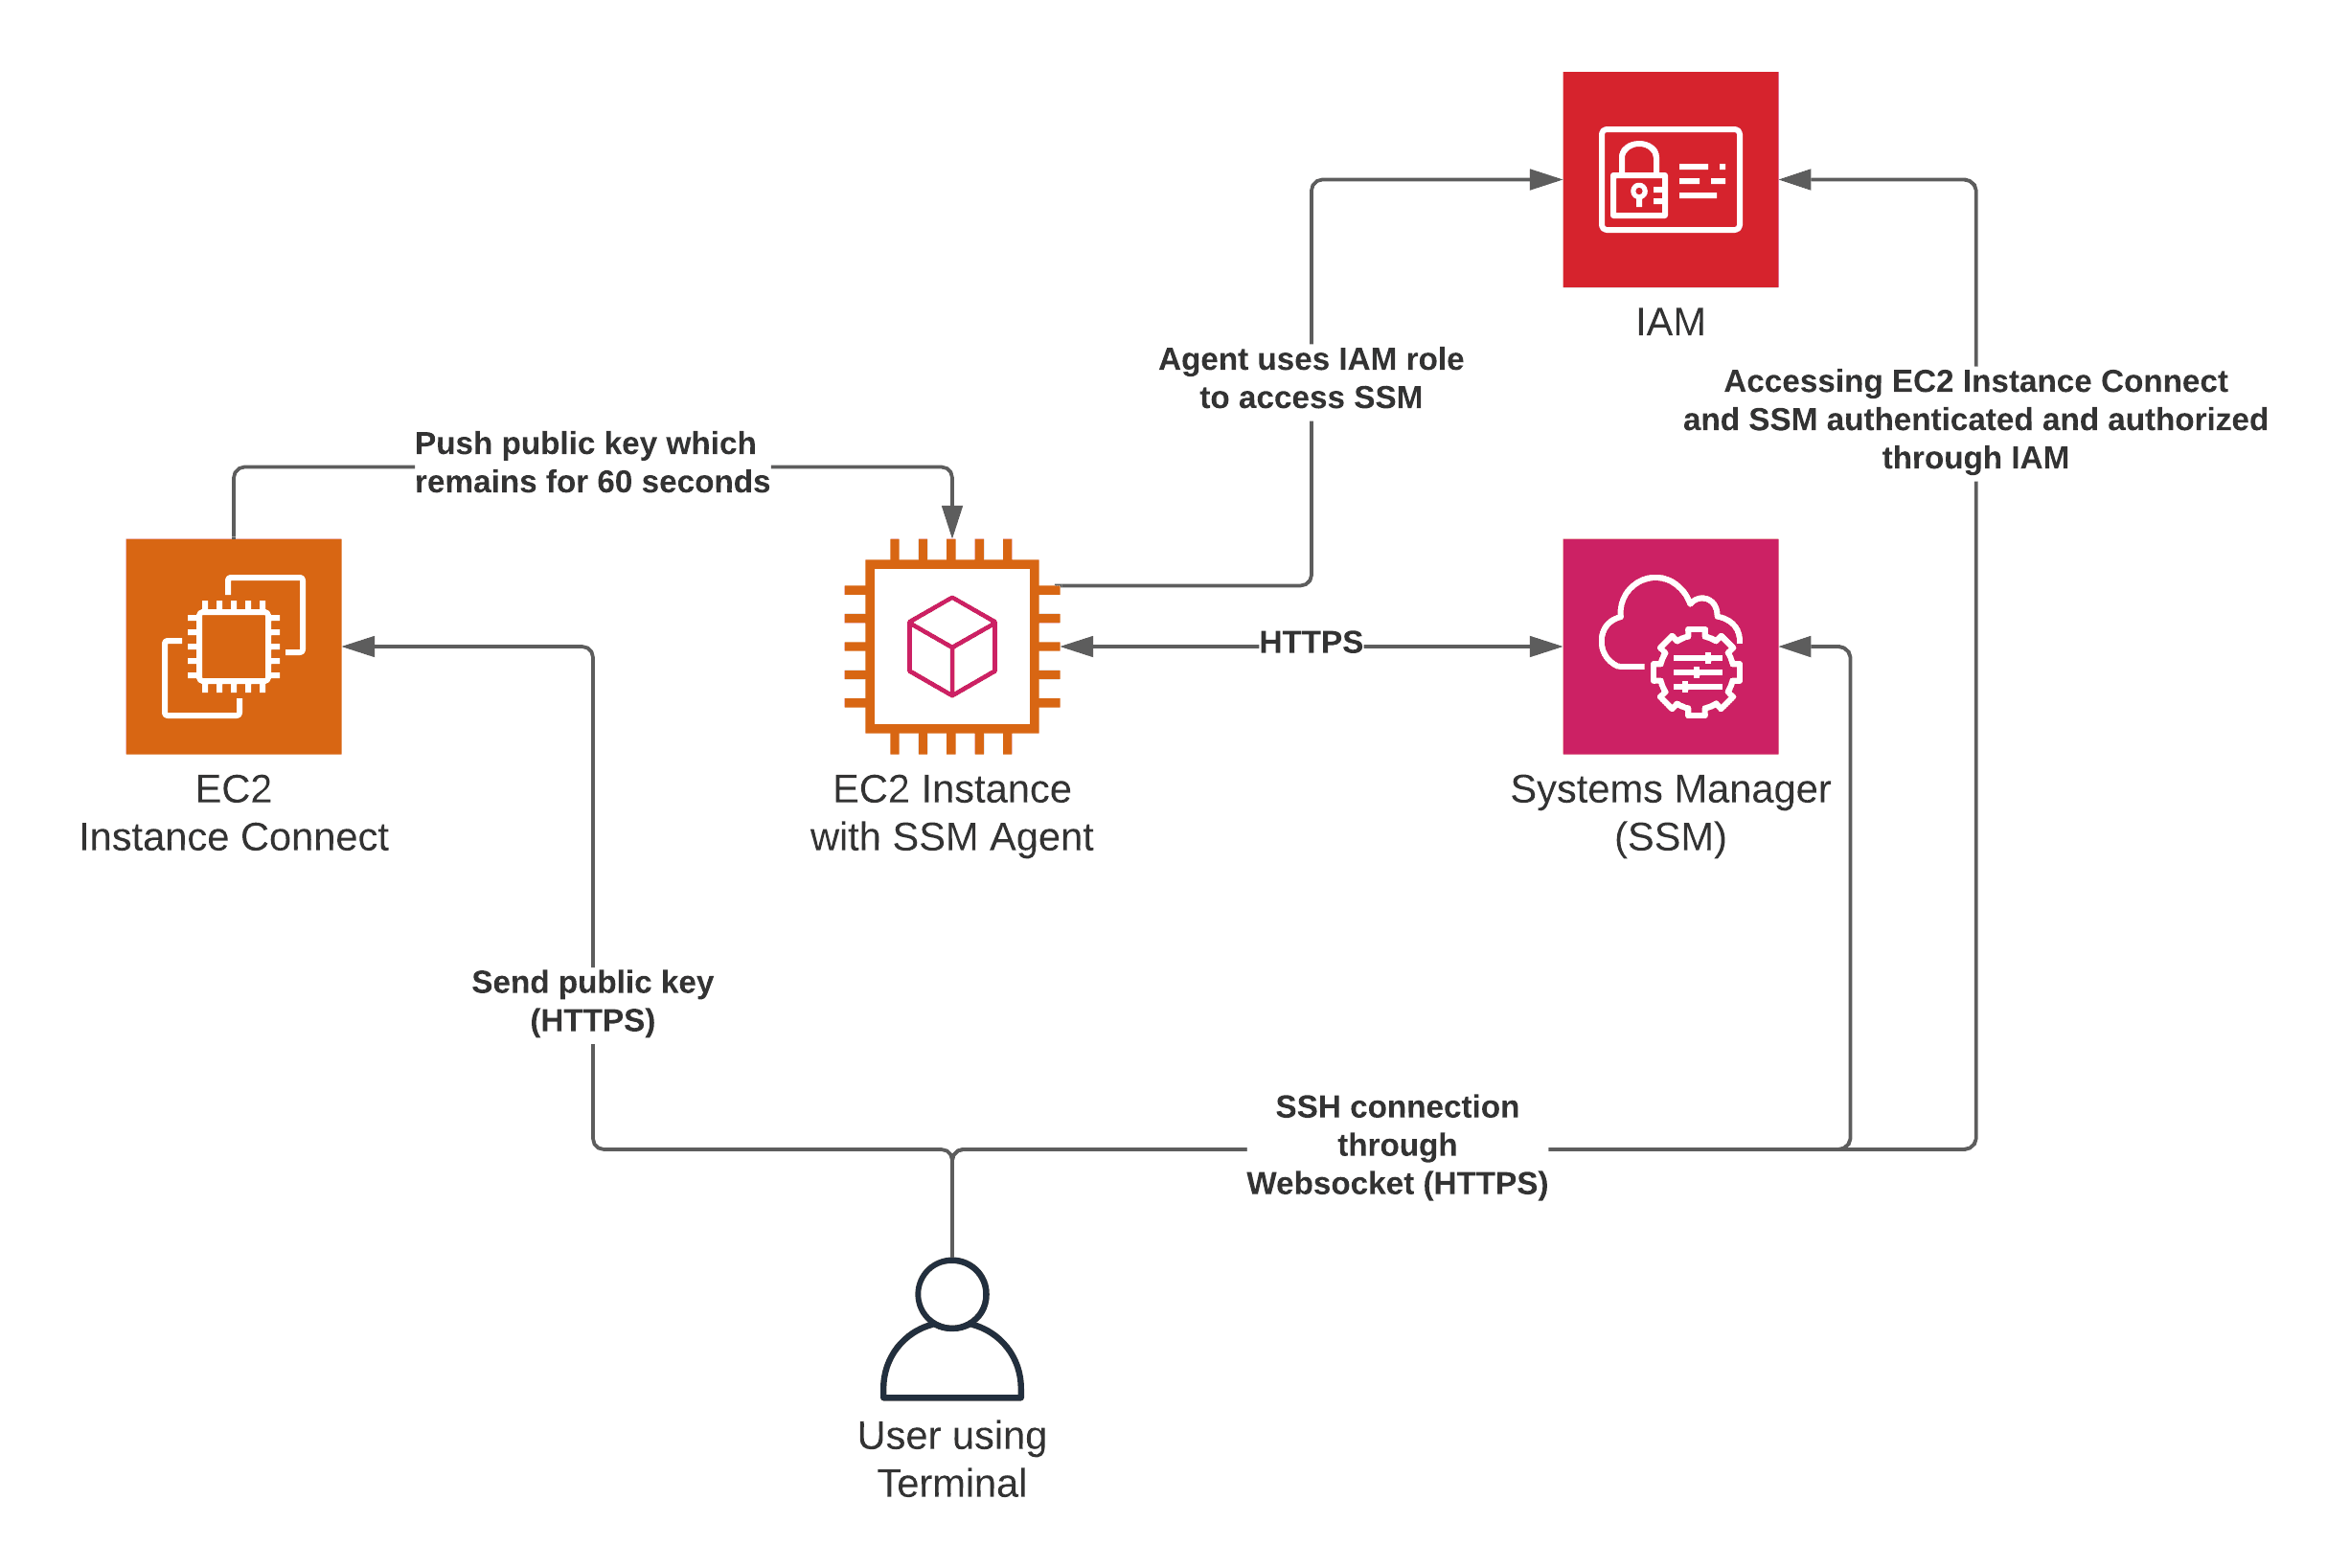 IAM
Agent uses IAM role
to access SSM
Accessing EC2 Instance Connect
and SSM authenticated and authorized
through IAM
Push public key which
remains for 60 seconds
HTTPS
EC2
Instance Connect
EC2 Instance
with SSM Agent
Systems Manager
(SSM)
Send public key
(HTTPS)
SSH connection
through
Websocket (HTTPS)
User using
Terminal